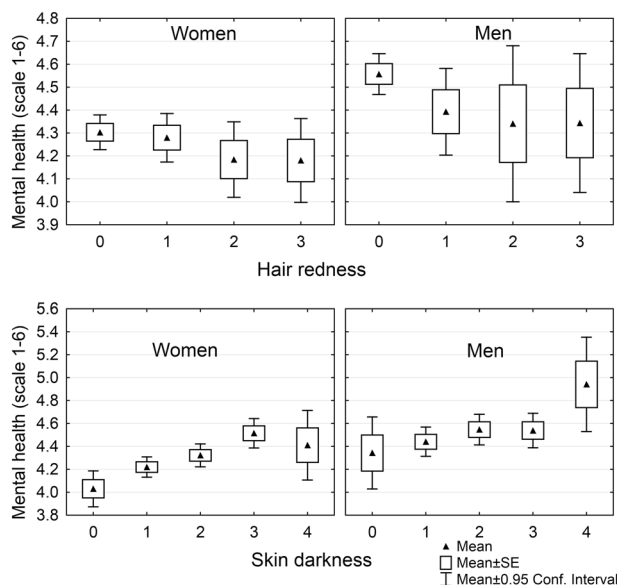 Women
Men
Mental health (scale 1-6)
4.8
4.7
4.6
4.5
4.4
4.3
4.2
4.1
4.0
3.9
0 1 2 3
0 1 2 3
Hair redness
Women
Men
Mental health (scale 1-6)
5.6
5.4
5.2
5.0
4.8
4.6
4.4
4.2
4.0
3.8
0 1 2 3 4
0 1 2 3 4
Skin darkness
Mean
Mean±SE
Mean±0.95 Conf. Interval